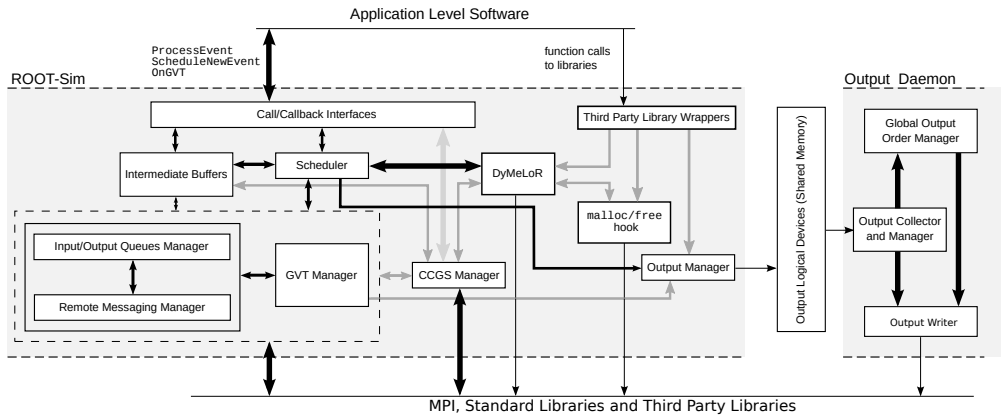 Application Level Software
ProcessEvent
ScheduleNewEvent
OnGVT
function calls
to libraries
ROOT-Sim
Output Daemon
Call/Callback Interfaces
Third Party Library Wrappers
Global Output
Order Manager
Intermediate Buffers
Scheduler
DyMeLoR
malloc/free
hook
Output Logical Devices (Shared Memory)
Output Collector
and Manager
Input/Output Queues Manager
GVT Manager
CCGS Manager
Output Manager
Remote Messaging Manager
Output Writer
MPI, Standard Libraries and Third Party Libraries